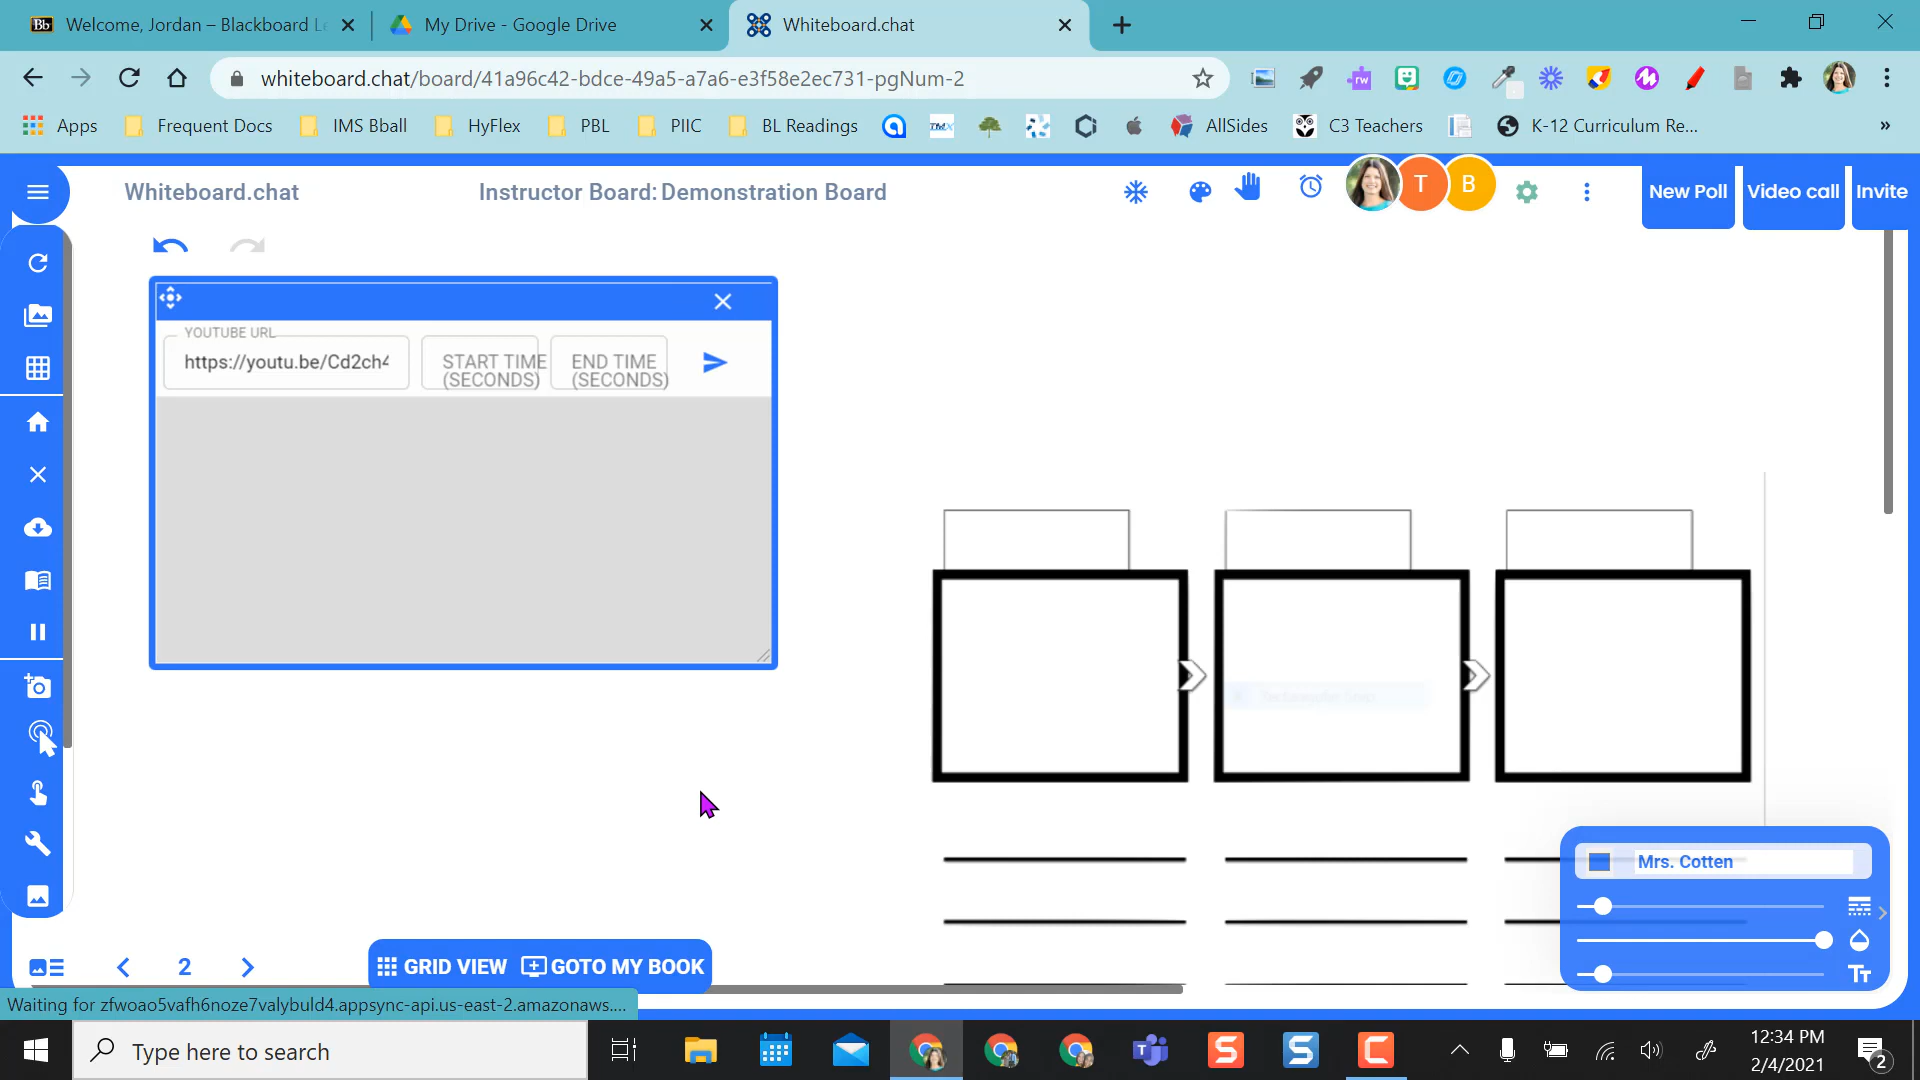 Welcome, Jordan – Blackboard Le
My Drive - Google Drive
Whiteboard.chat
whiteboard.chat/board/41a96c42-bdce-49a5-a7a6-e3f58e2ec731-pgNum-2
Apps
Frequent Docs
IMS Bball
HyFlex
PBL
PIIC
BL Readings
AllSides
C3 Teachers
K-12 Curriculum Re...
»
Whiteboard.chat
Instructor Board: Demonstration Board
T
B
New Poll
Video call
Invite
YOUTUBE URL
https://youtu.be/Cd2ch4
START TIME
(SECONDS)
END TIME
(SECONDS)
Mrs. Cotten
2
GRID VIEW
GOTO MY BOOK
Tt
Waiting for zfwoao5vafh6noze7valybuld4.appsync-api.us-east-2.amazonaws....
Type here to search
12:34 PM
2/4/2021
2